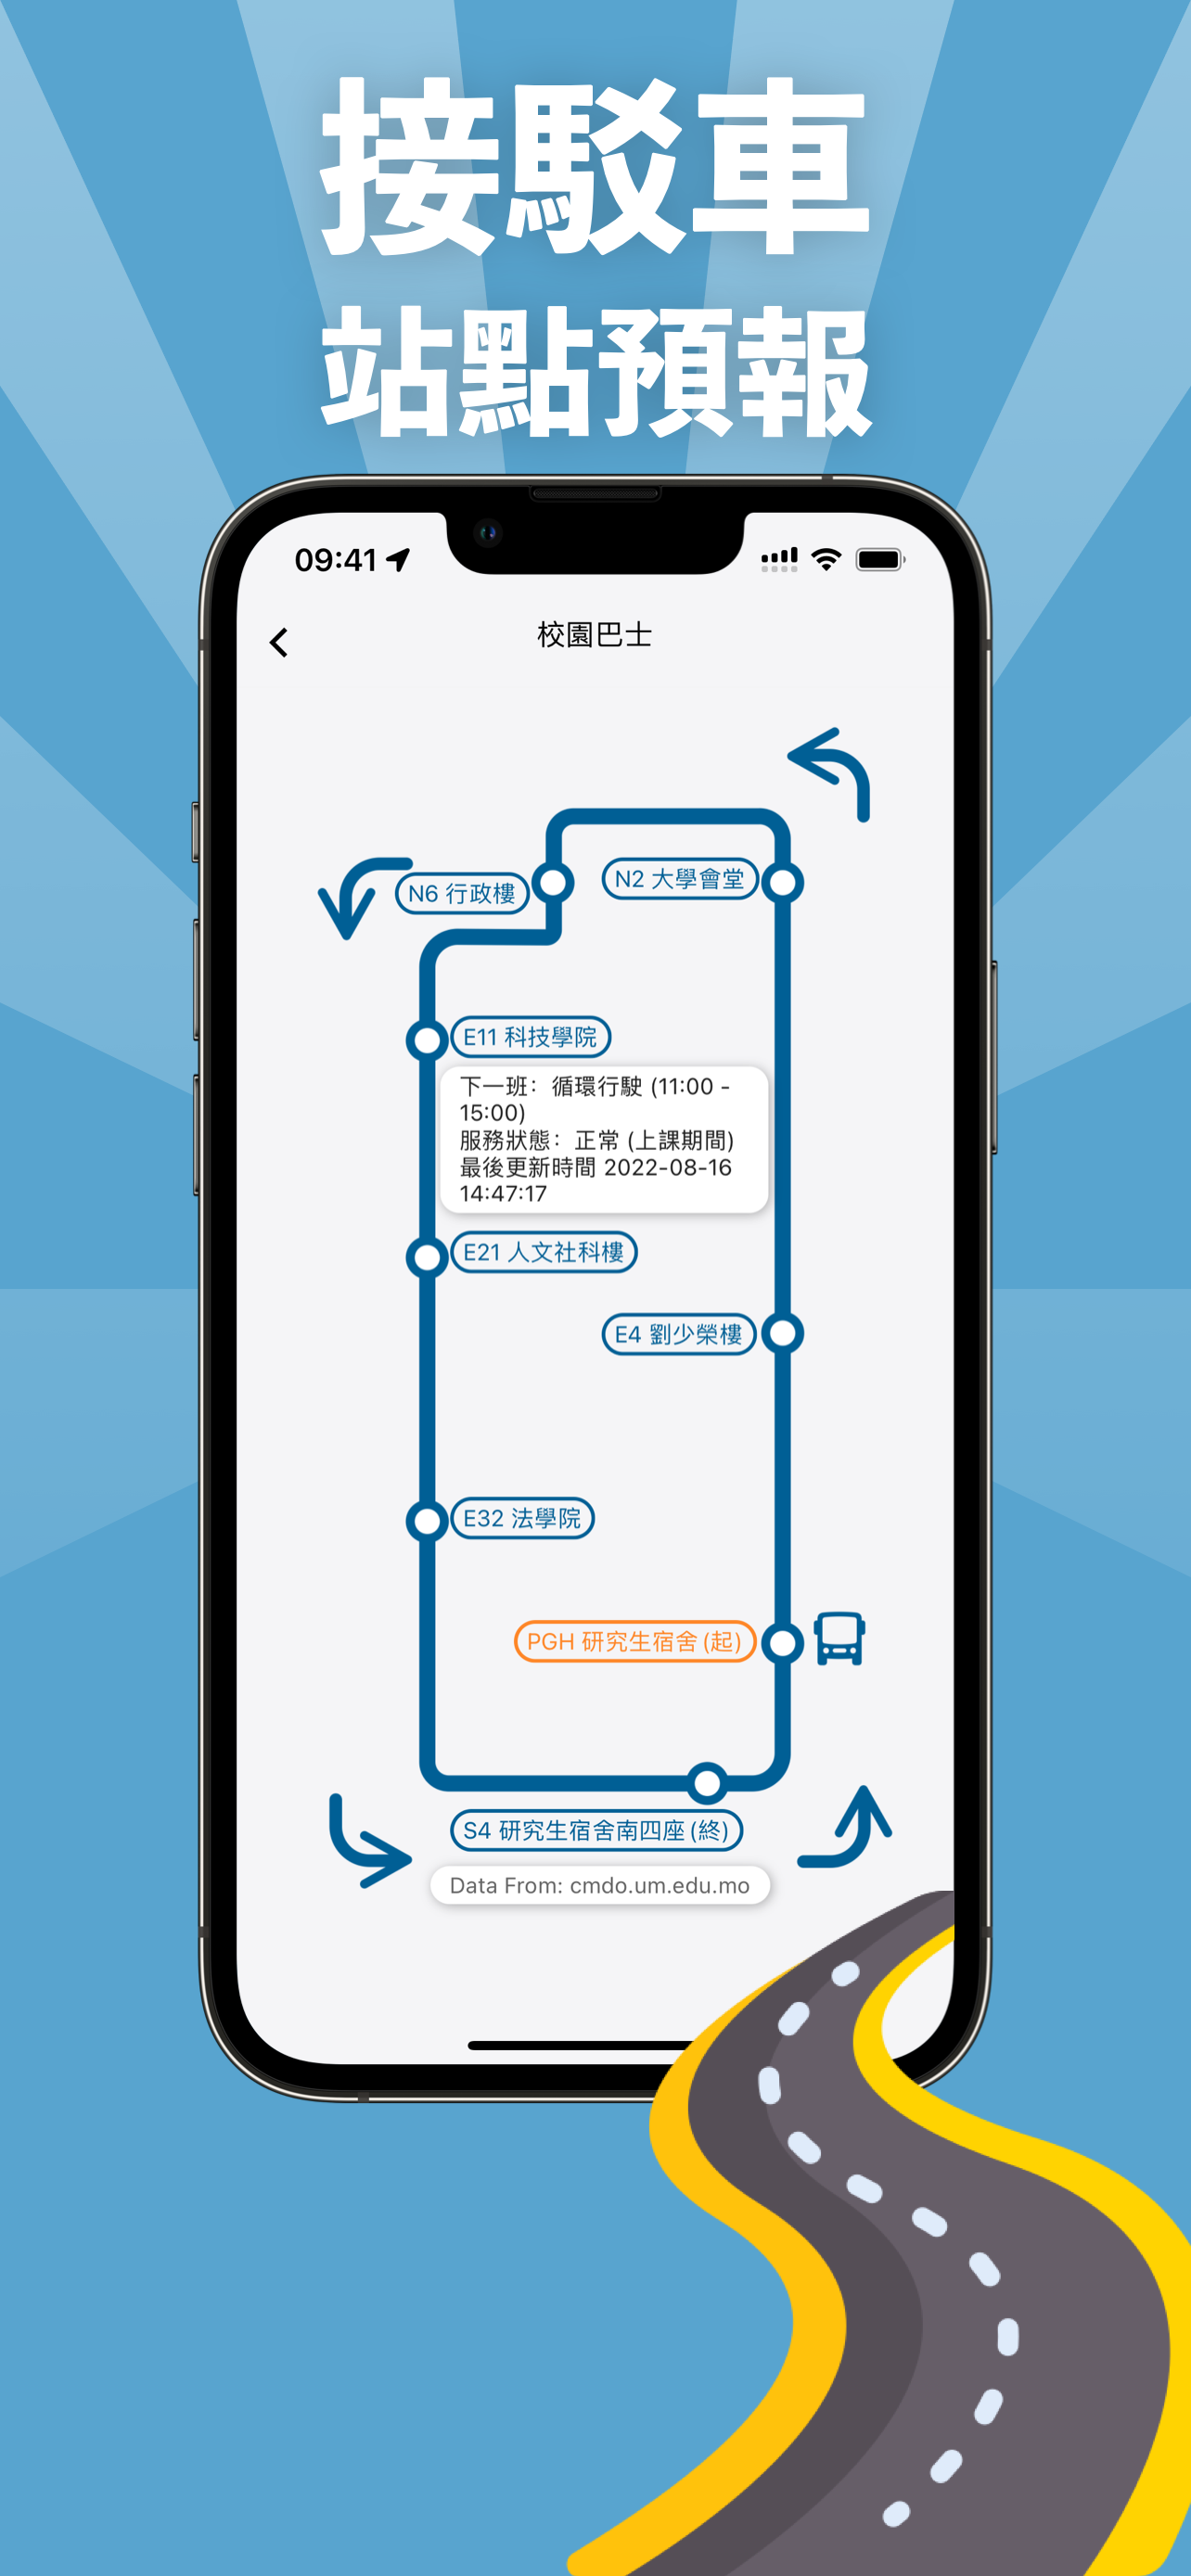 接駁車
站點預報
09:41
校園巴士
N2 大學會堂
N6 行政樓
E11 科技學院
下一班：循環行駛 (11:00 -
15:00)
服務狀態：正常 (上課期間)
最後更新時間 2022-08-16
14:47:17
E21 人文社科樓
E4 劉少榮樓
E32 法學院
PGH 研究生宿舍 (起)
S4 研究生宿舍南四座 (終)
Data From: cmdo.um.edu.mo